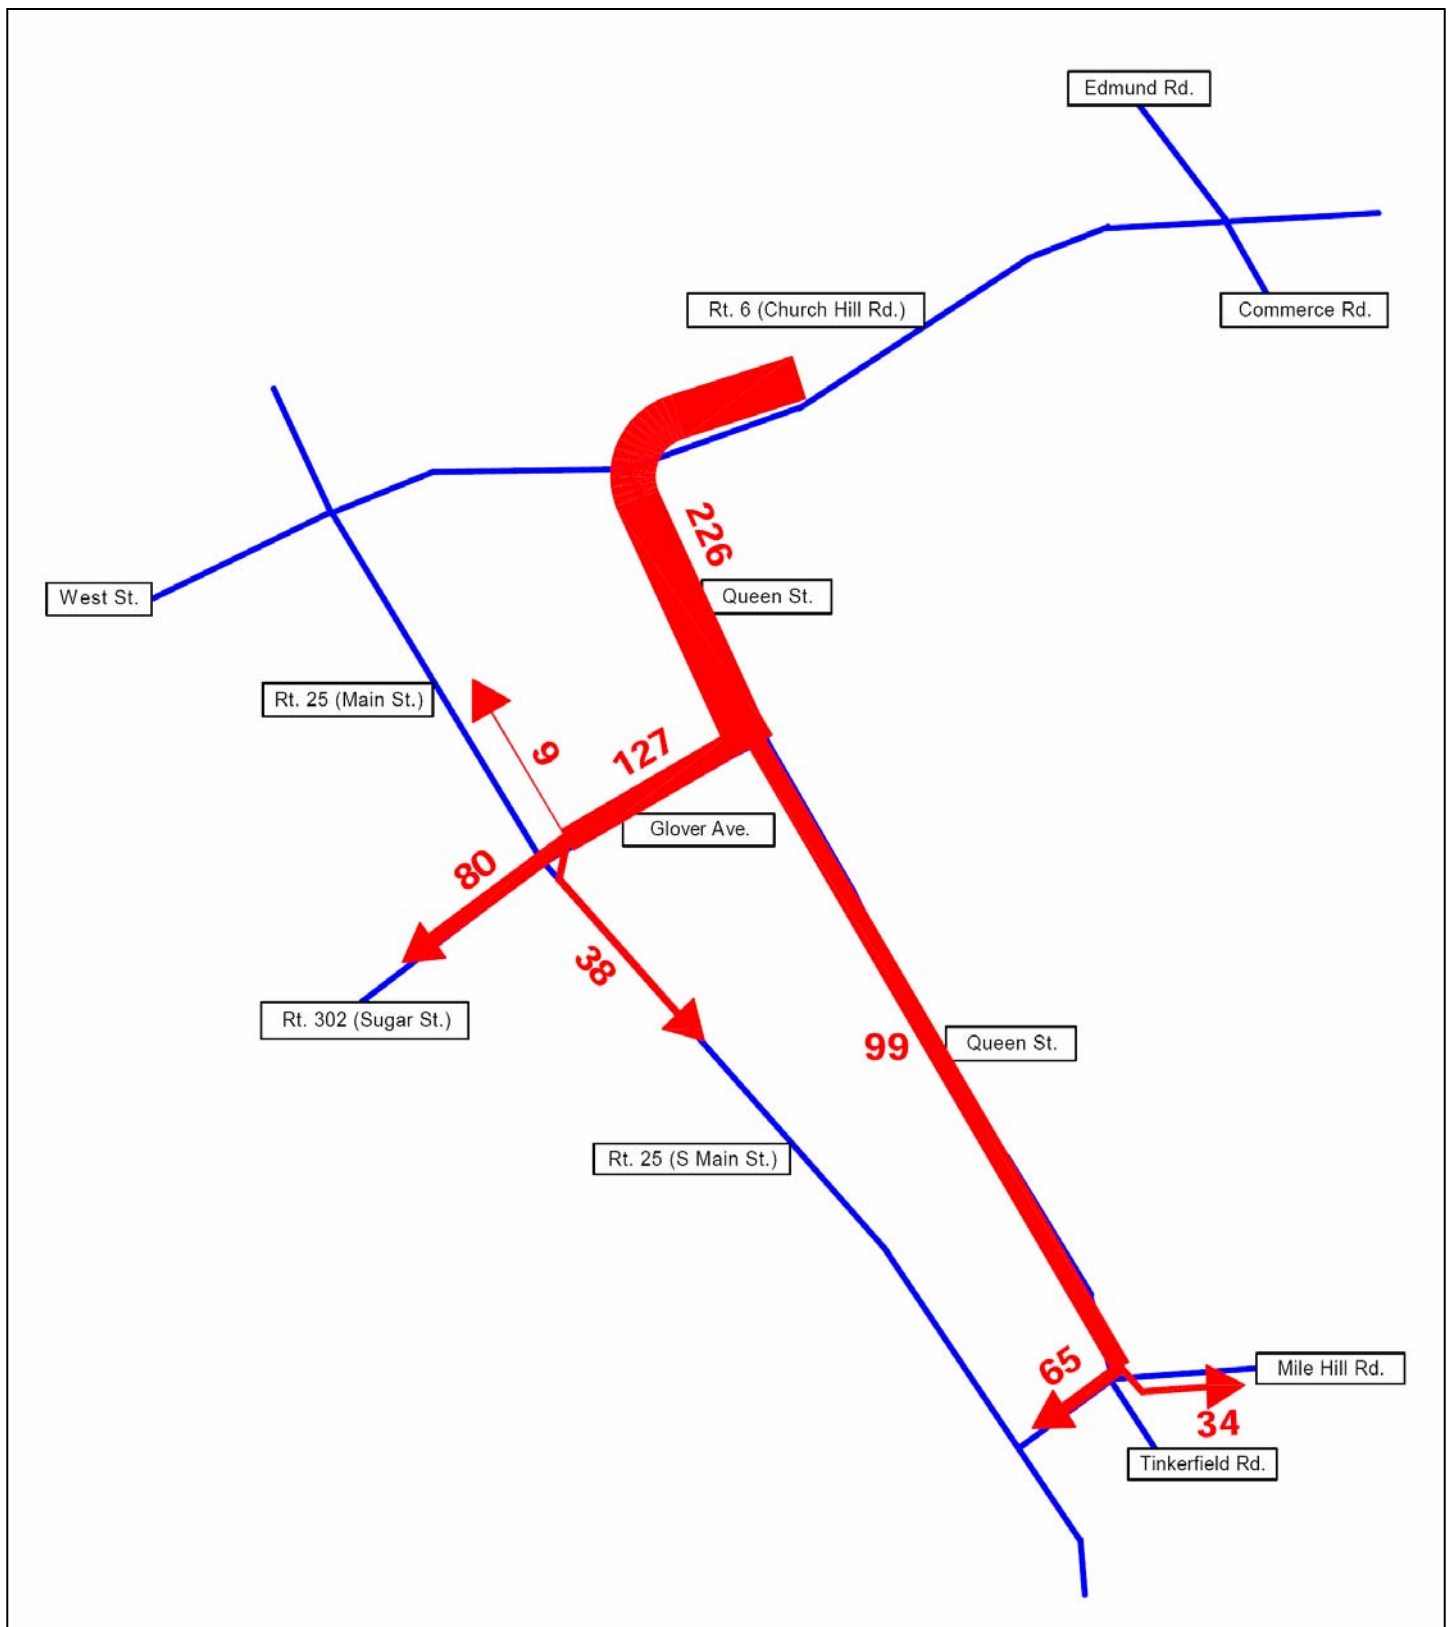 Edmund Rd.
Rt. 6 (Church Hill Rd.)
Commerce Rd.
226
West St.
Queen St.
Rt. 25 (Main St.)
9
127
Glover Ave.
80
38
Rt. 302 (Sugar St.)
99
Queen St.
Rt. 25 (S Main St.)
65
Mile Hill Rd.
34
Tinkerfield Rd.